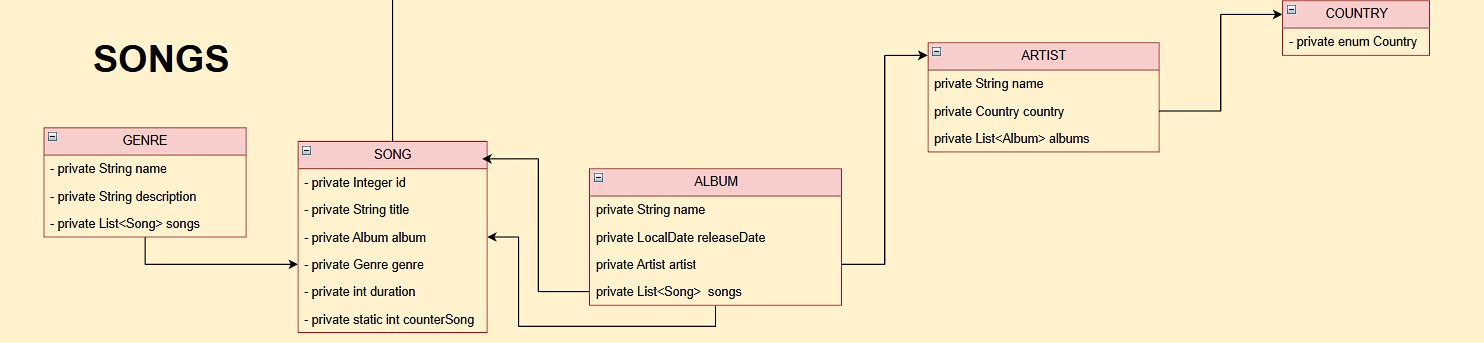 SONGS
GENRE
- private String name
- private String description
- private List<Song> songs
SONG
- private Integer id
- private String title
- private Album album
- private Genre genre
- private int duration
- private static int counterSong
ALBUM
private String name
private LocalDate releaseDate
private Artist artist
private List<Song>  songs
ARTIST
private String name
private Country country
private List<Album> albums
COUNTRY
- private enum Country